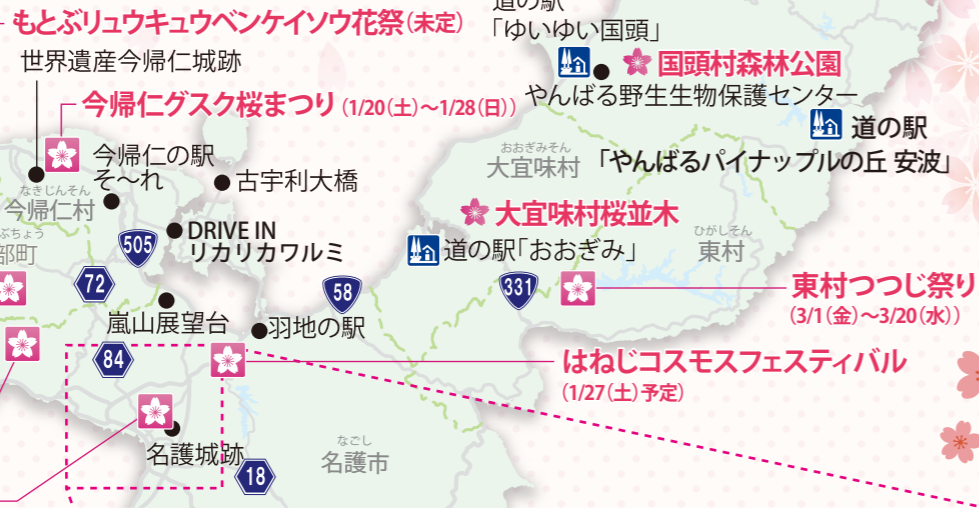 もとぶリュウキュウベンケイソウ花祭(未定)
道の駅
「ゆいゆい国頭」
世界遺産今帰仁城跡
国頭村森林公園
今帰仁グスク桜まつり(1/20(土)〜1/28(日))
やんばる野生生物保護センター
道の駅
「やんばるパイナップルの丘 安波」
今帰仁の駅
そ〜れ
おおぎみそん
大宜味村
古宇利大橋
なきじんそん
今帰仁村
大宜味村桜並木
DRIVE IN
リカリカワルミ
ぶちょう
部町
505
道の駅「おおぎみ」
ひがしそん
東村
72
58
331
東村つつじ祭り
(3/1(金)〜3/20(水))
嵐山展望台
羽地の駅
84
はねじコスモスフェスティバル
(1/27(土)予定)
名護城跡
18
なごし
名護市